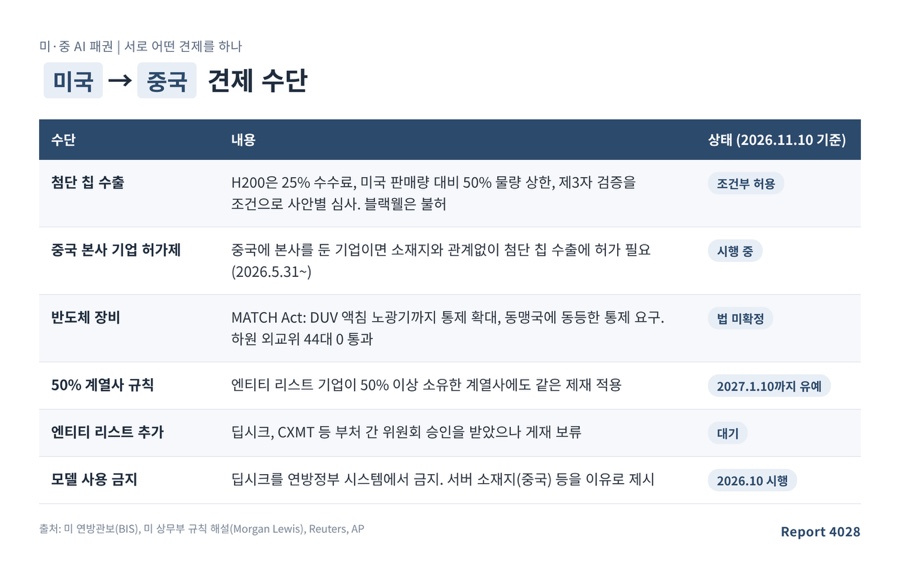 미·중 AI 패권 | 서로 어떤 견제를 하나
미국 → 중국 견제 수단
수단 내용 상태 (2026.11.10 기준)
첨단 칩 수출 H200은 25% 수수료, 미국 판매량 대비 50% 물량 상한, 제3자 검증을 조건부 허용
조건으로 사안별 심사. 블랙웰은 불허
중국 본사 기업 허가제 중국에 본사를 둔 기업이면 소재지와 관계없이 첨단 칩 수출에 허가 필요 시행 중
(2026.5.31~)
반도체 장비 MATCH Act: DUV 액침 노광기까지 통제 확대, 동맹국에 동등한 통제 요구. 법 미확정
하원 외교위 44대 0 통과
50% 계열사 규칙 엔티티 리스트 기업이 50% 이상 소유한 계열사에도 같은 제재 적용 2027.1.10까지 유예
엔티티 리스트 추가 딥시크, CXMT 등 부처 간 위원회 승인을 받았으나 게재 보류 대기
모델 사용 금지 딥시크를 연방정부 시스템에서 금지. 서버 소재지(중국) 등을 이유로 제시 2026.10 시행
출처: 미 연방관보(BIS), 미 상무부 규칙 해설(Morgan Lewis), Reuters, AP
Report 4028